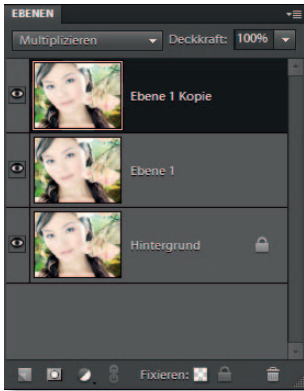 EBENEN
Multiplizieren Deckkraft: 100%
Ebene 1 Kopie
Ebene 1
Hintergrund
Fixieren: